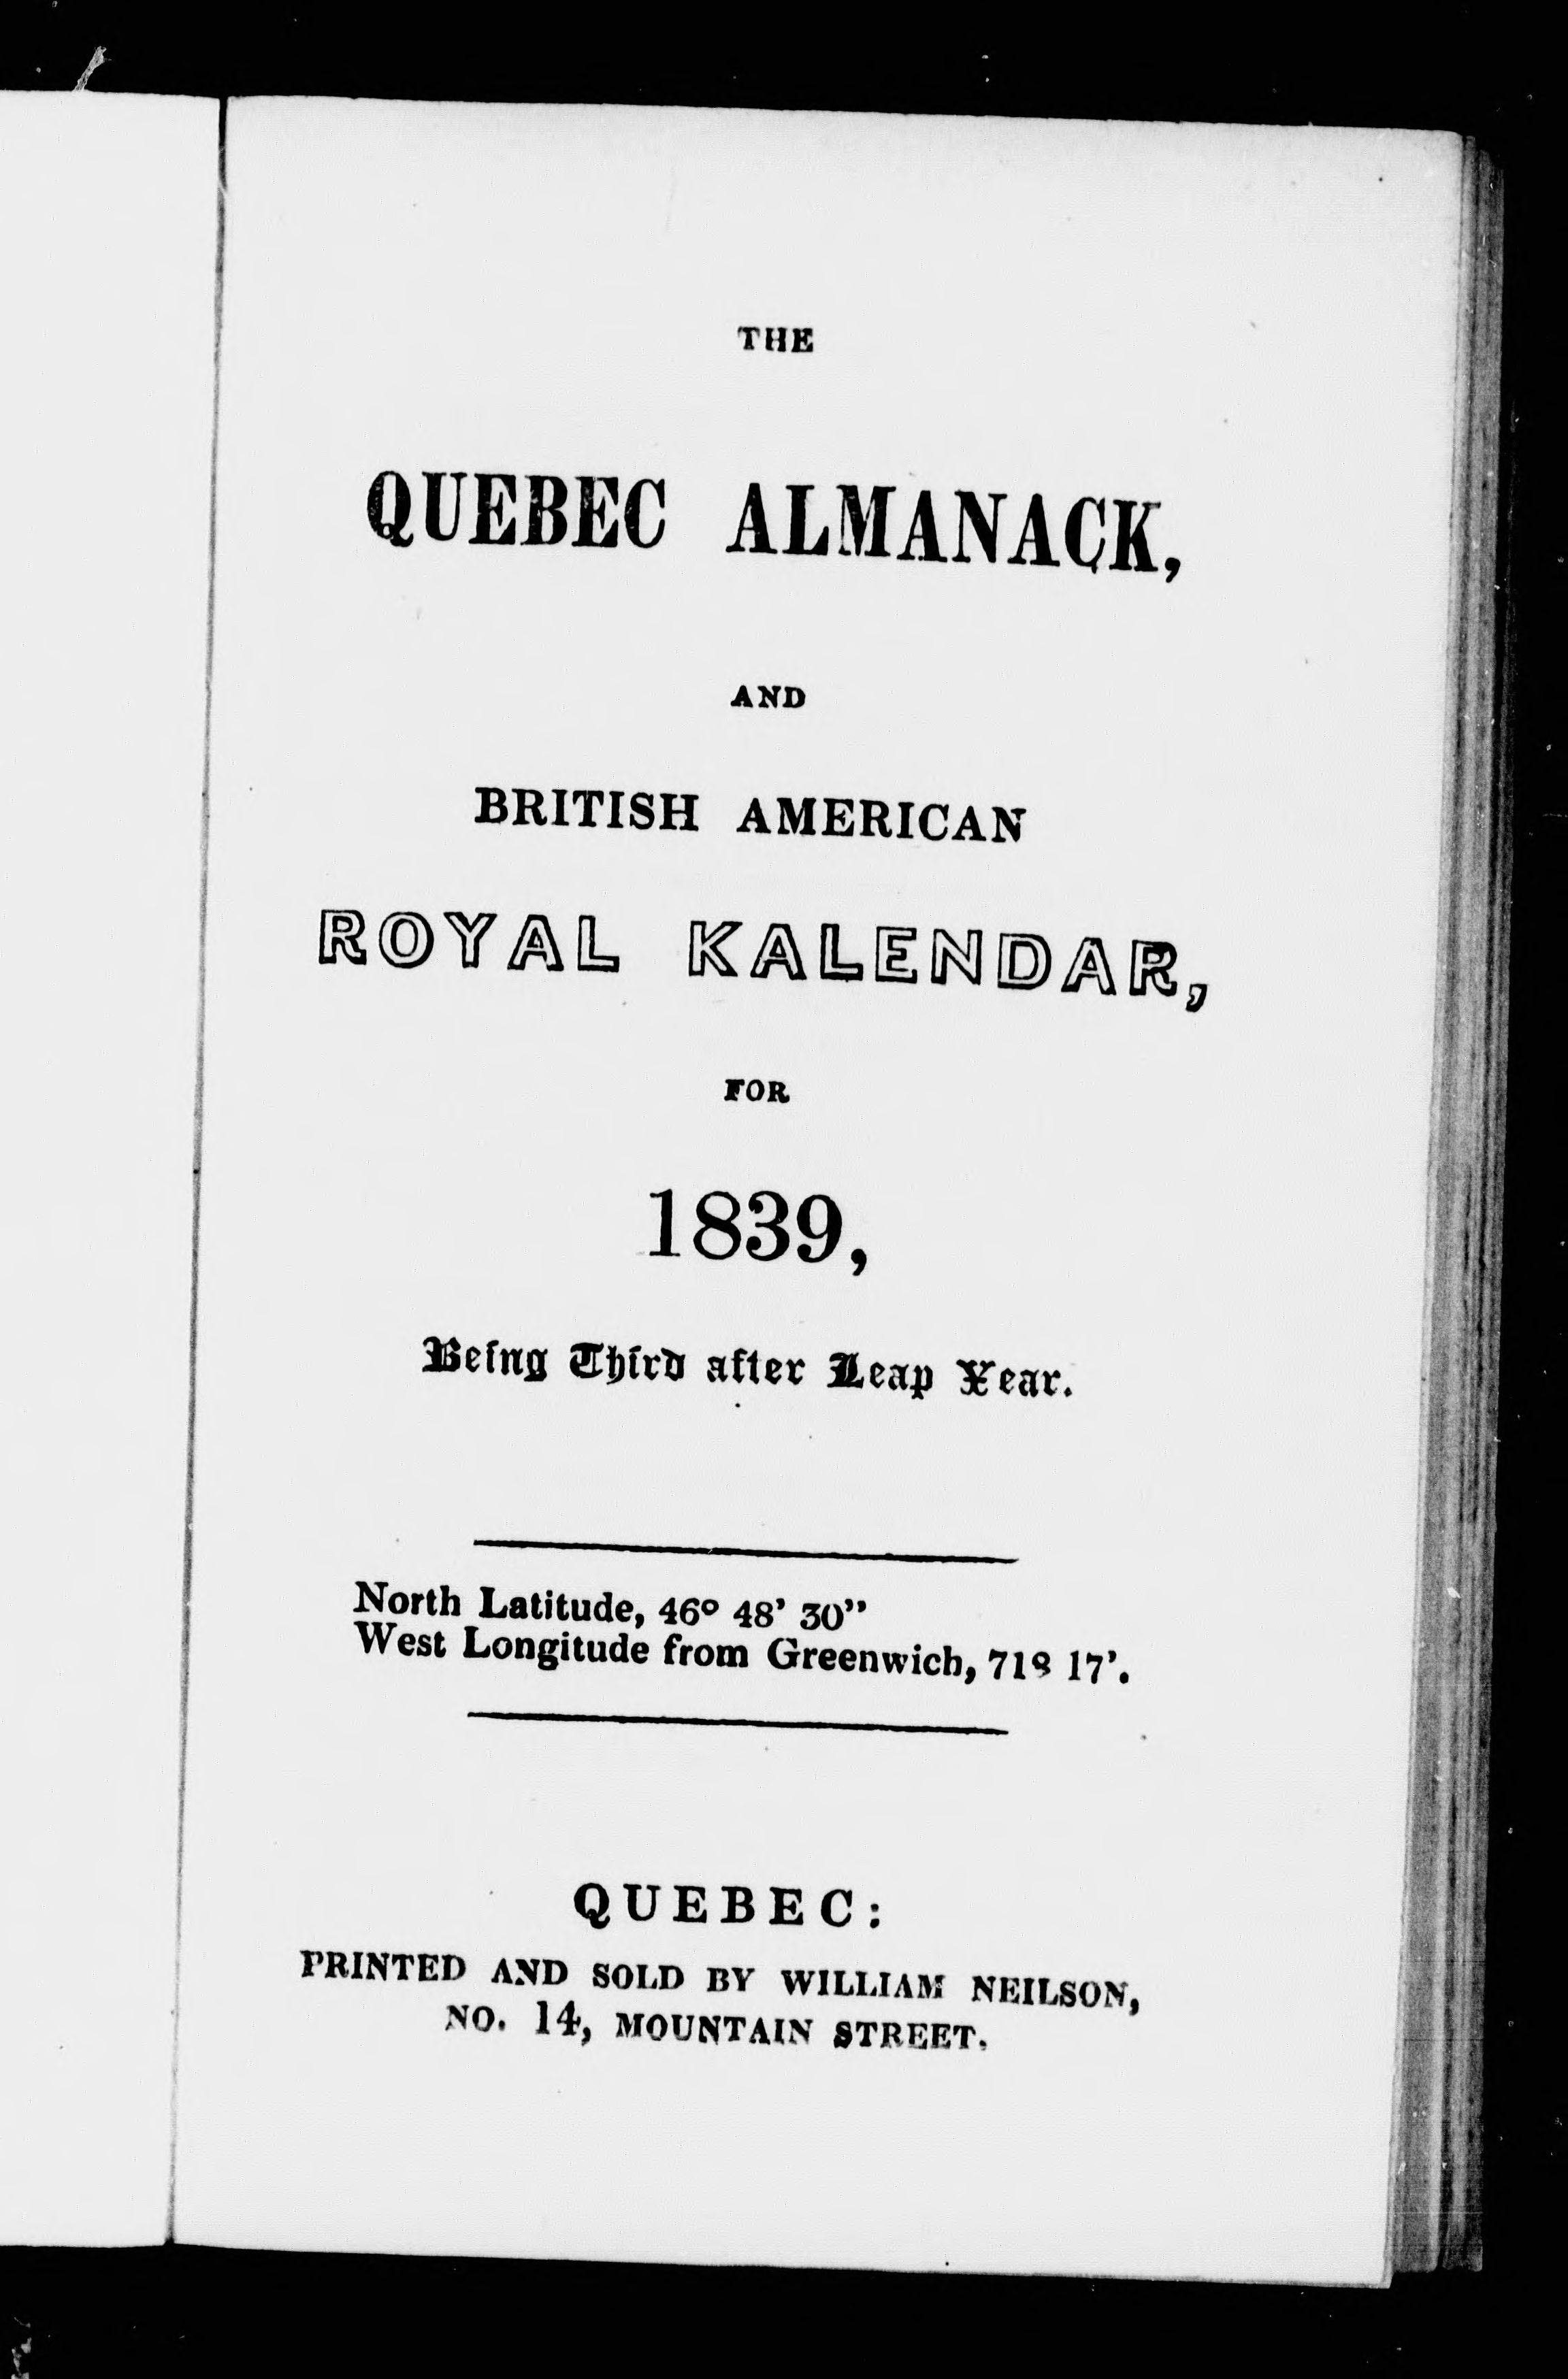 THE
QUEBEC ALMANACK,
AND
BRITISH AMERICAN
ROYAL KALENDAR,
FOR
1839,
Being Third after Leap Year.
North Latitude, 46° 48’ 30”
West Longitude from Greenwich, 71° 17’.
QUEBEC:
PRINTED AND SOLD BY WILLIAM NEILSON,
NO. 14, MOUNTAIN STREET.